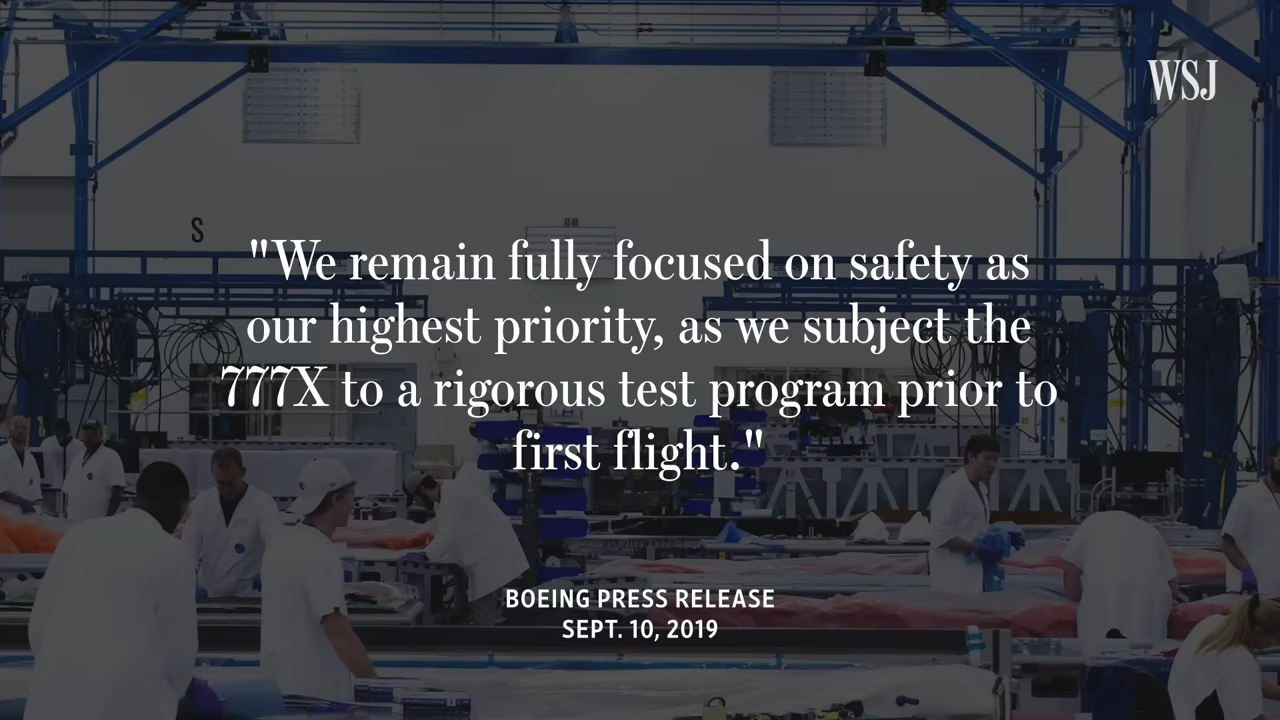 WSJ
S
"We remain fully focused on safety as
our highest priority, as we subject the
777X to a rigorous test program prior to
first flight."
BOEING PRESS RELEASE
SEPT. 10, 2019